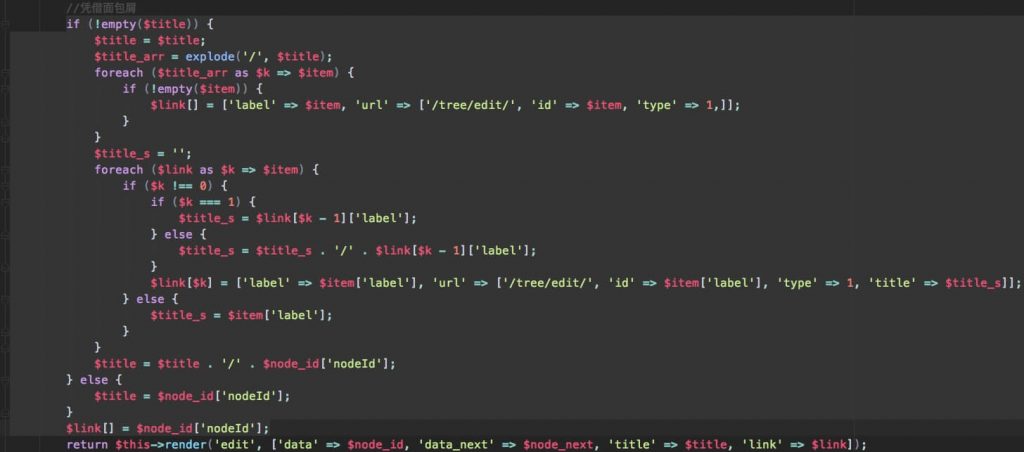 //凭借面包屑
if (!empty($title)) {
    $title = $title;
    $title_arr = explode('/', $title);
    foreach ($title_arr as $k => $item) {
        if (!empty($item)) {
            $link[] = ['label' => $item, 'url' => ['/tree/edit/', 'id' => $item, 'type' => 1,]];
        }
    }
    $title_s = '';
    foreach ($link as $k => $item) {
        if ($k !== 0) {
            if ($k === 1) {
                $title_s = $link[$k - 1]['label'];
            } else {
                $title_s = $title_s . '/' . $link[$k - 1]['label'];
            }
            $link[$k] = ['label' => $item['label'], 'url' => ['/tree/edit/', 'id' => $item['label'], 'type' => 1, 'title' => $title_s]];
        } else {
            $title_s = $item['label'];
        }
    }
    $title = $title . '/' . $node_id['nodeId'];
} else {
    $title = $node_id['nodeId'];
}
$link[] = $node_id['nodeId'];
return $this->render('edit', ['data' => $node_id, 'data_next' => $node_next, 'title' => $title, 'link' => $link]);